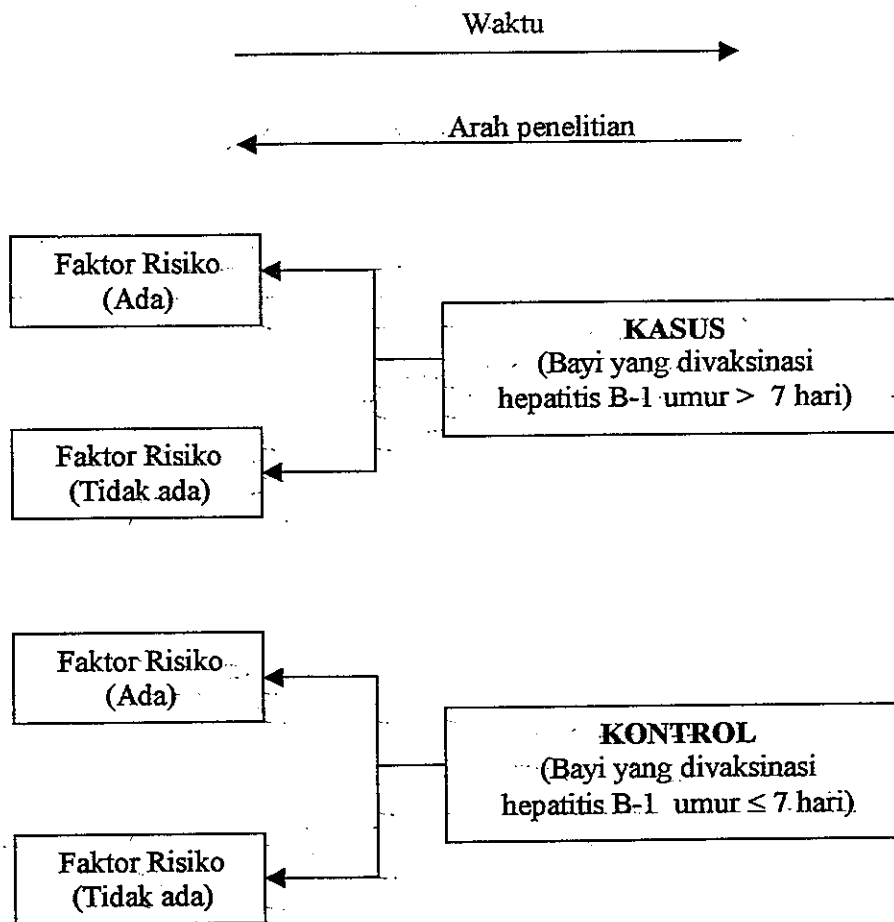 Waktu
Arah penelitian
Faktor Risiko
(Ada)
KASUS
(Bayi yang divaksinasi
hepatitis B-1 umur > 7 hari)
Faktor Risiko
(Tidak ada)
Faktor Risiko
(Ada)
KONTROL
(Bayi yang divaksinasi
hepatitis B-1 umur ≤ 7 hari)
Faktor Risiko
(Tidak ada)